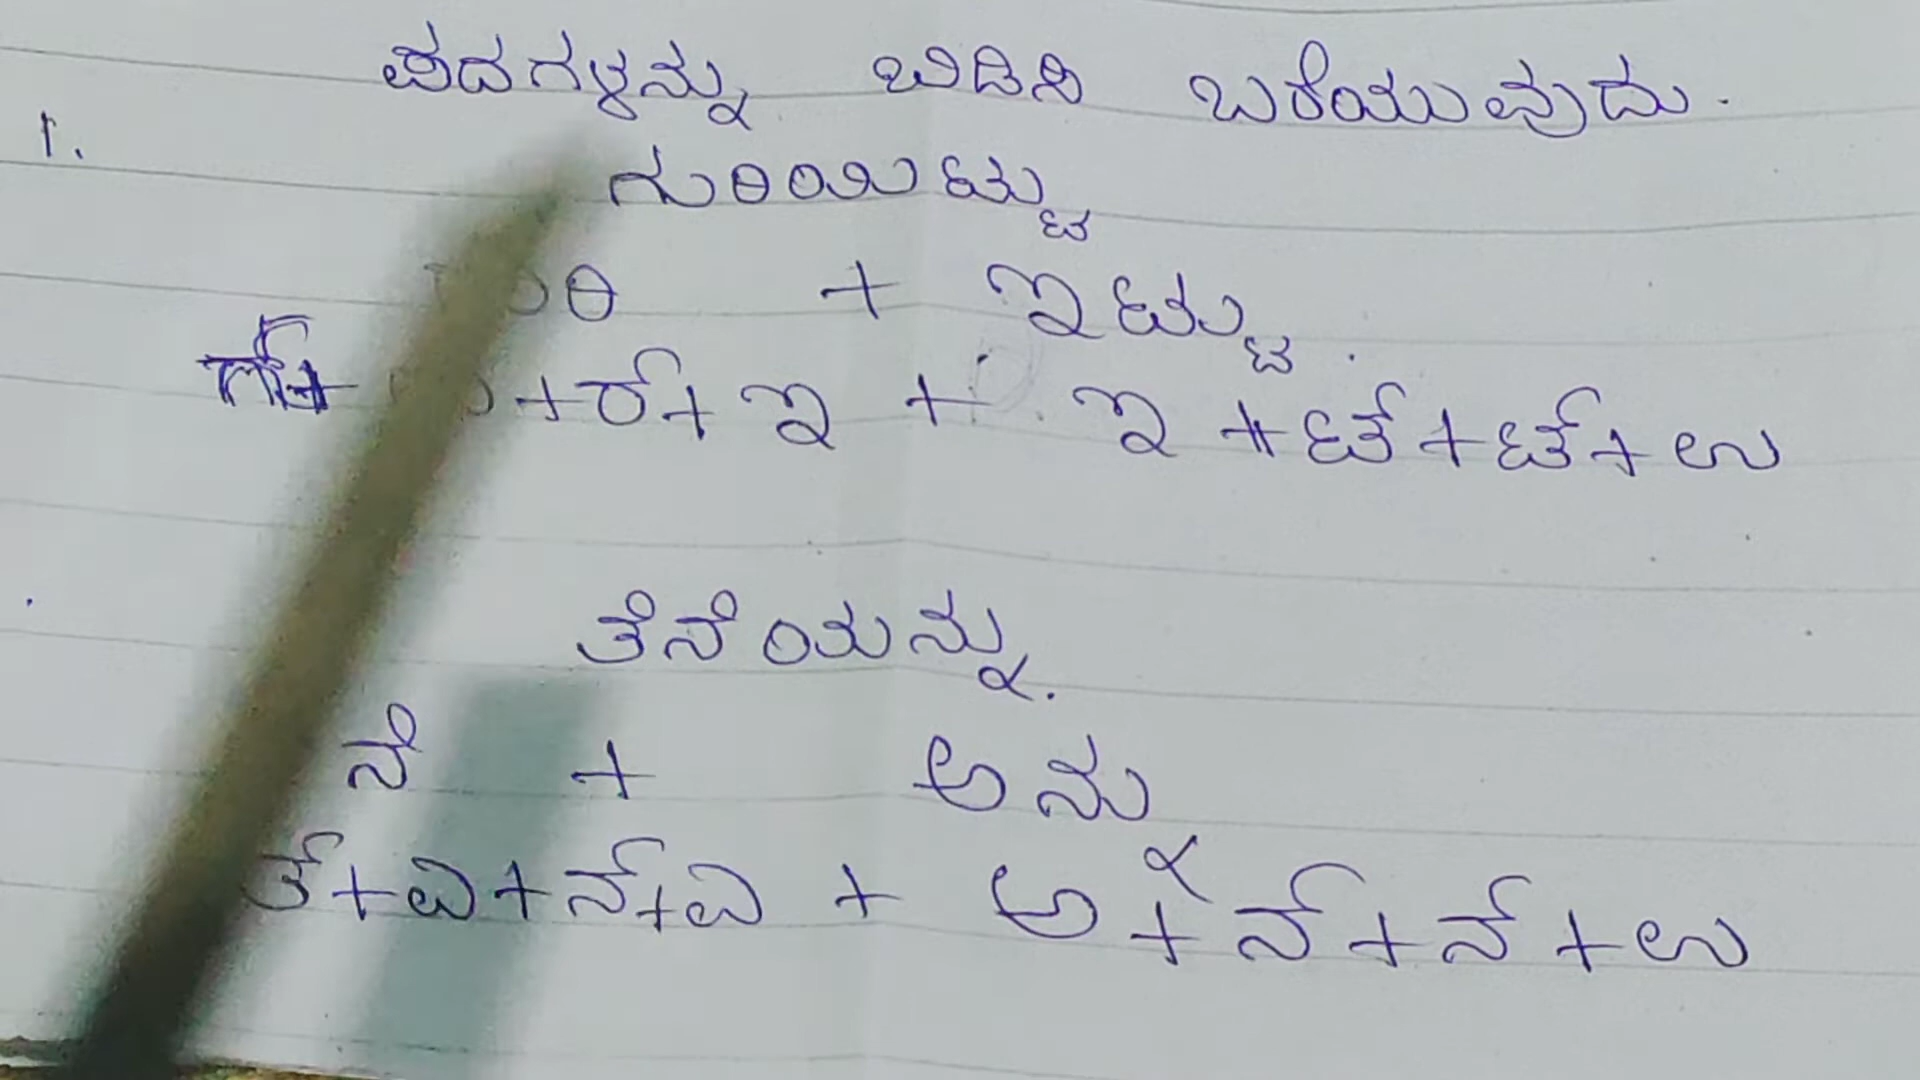 ಪದಗಳನ್ನು ಬಿಡಿಸಿ ಬರೆಯುವುದು.
1.
ಗುರಿಯಿಟ್ಟು
+ ಇಟ್ಟು.
ಗ್+ +ರ್+ಇ + ಇ +ಟ್+ಟ್+ಉ
ತೆನೆಯನ್ನು.
ನೆ + ಅನ್ನು
ತ್+ಎ+ನ್+ಎ + ಅ+ನ್+ನ್+ಉ